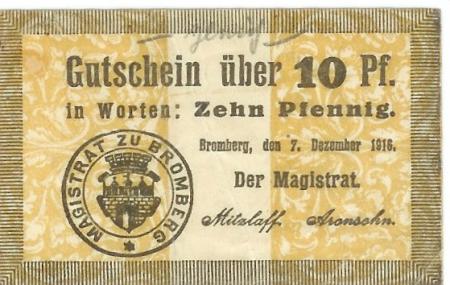 Gutschein über 10 Pf.
in Worten: Zehn Pfennig.
Bromberg, den 7. Dezember 1916.
Der Magistrat.
Mitzlaff Aronsohn.
MAGISTRAT ZU BROMBERG